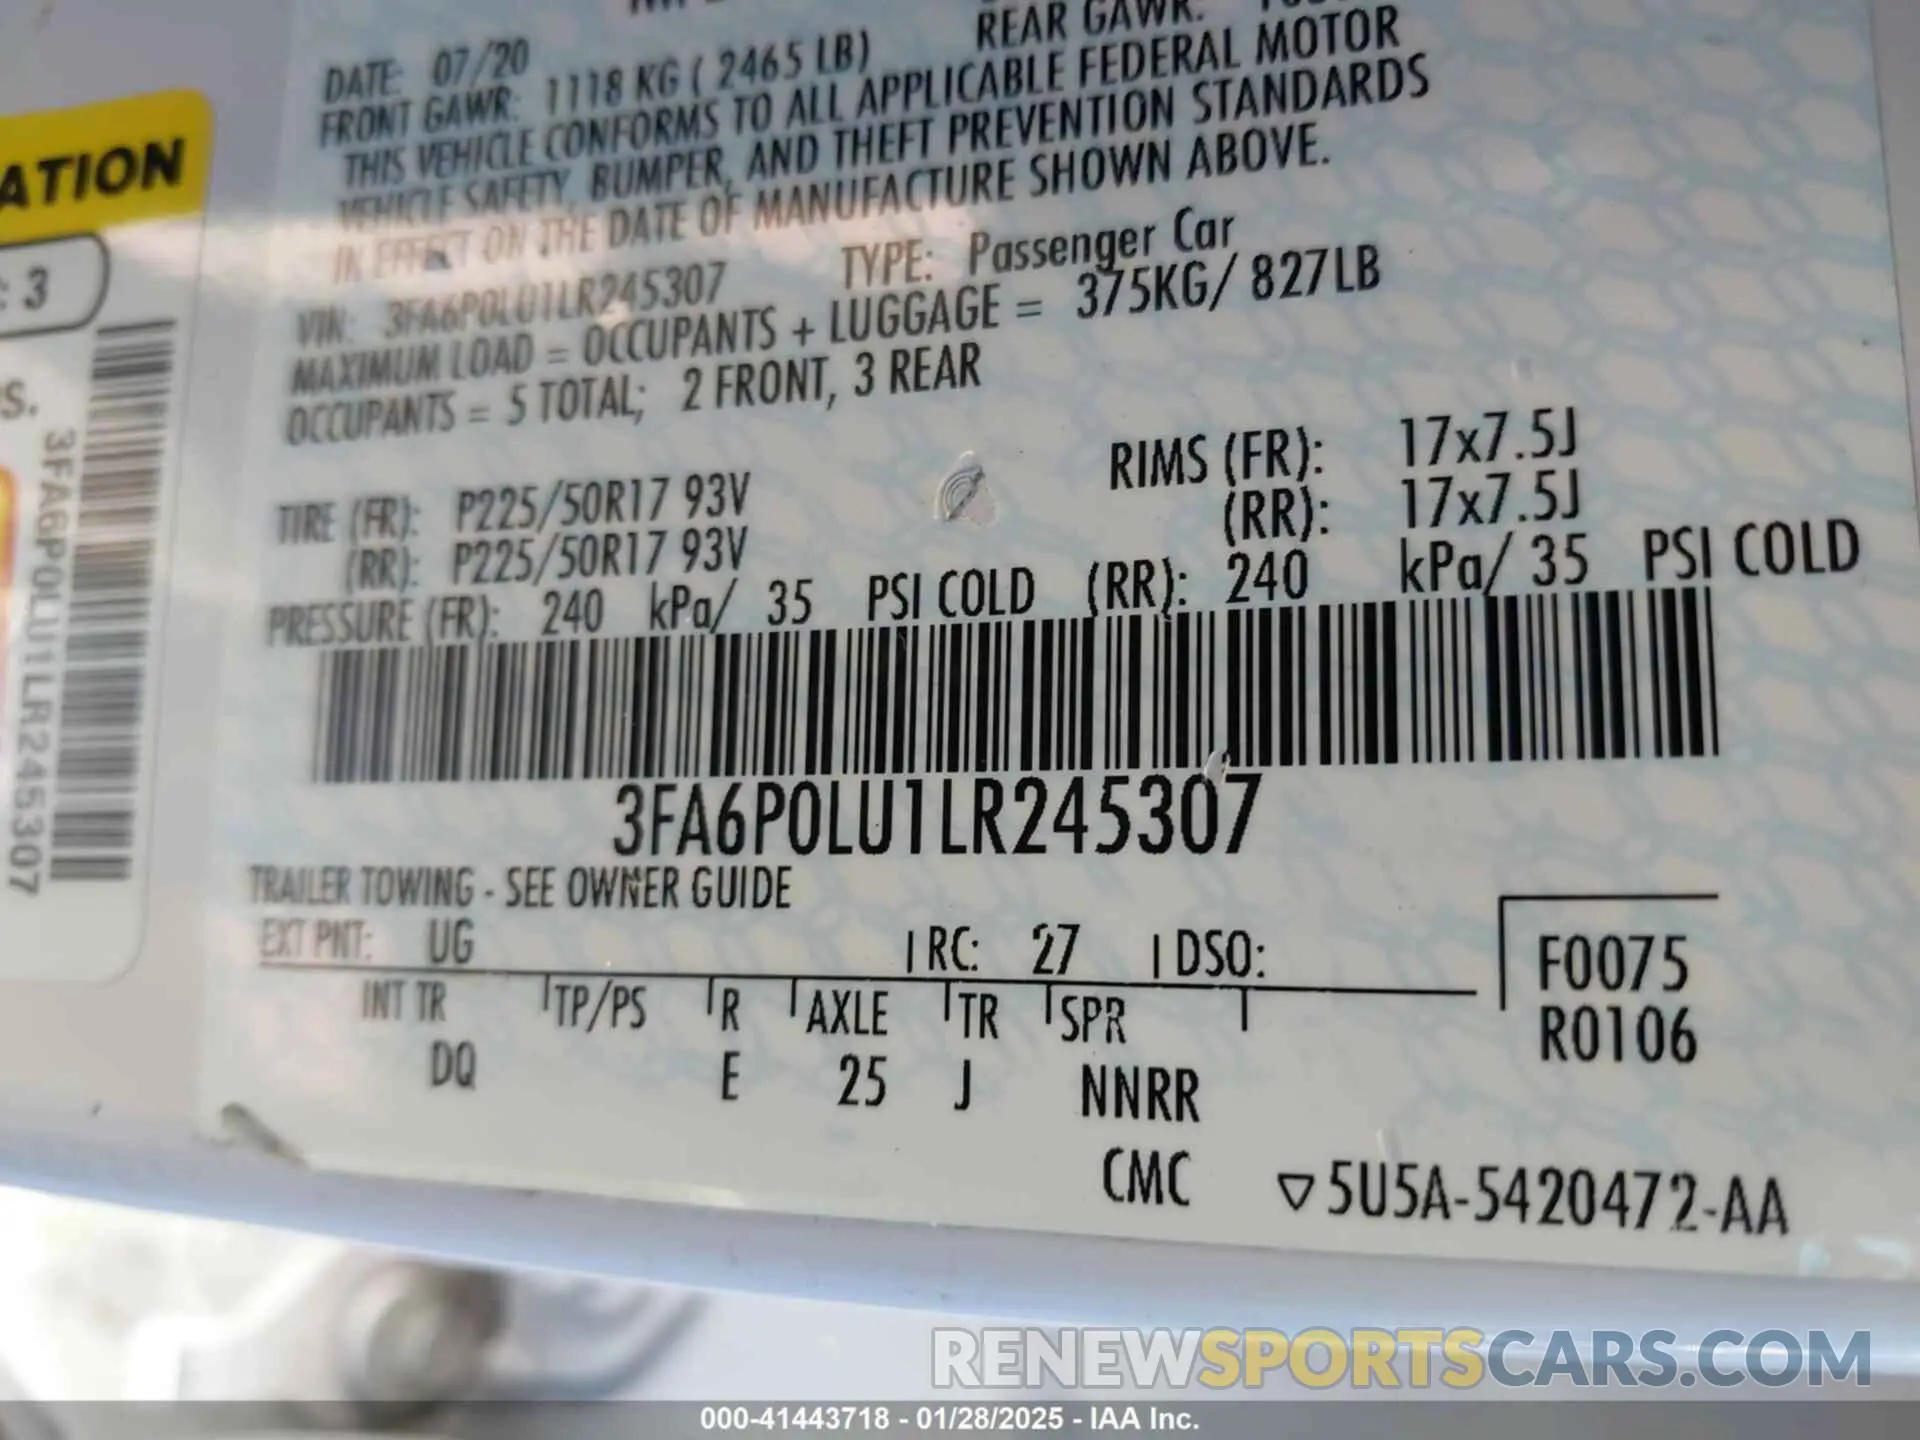 DATE: 07/20
FRONT GAWR: 1118 KG ( 2465 LB) REAR GAWR:
THIS VEHICLE CONFORMS TO ALL APPLICABLE FEDERAL MOTOR
VEHICLE SAFETY, BUMPER, AND THEFT PREVENTION STANDARDS
IN EFFECT ON THE DATE OF MANUFACTURE SHOWN ABOVE.
VIN: 3FA6P0LU1LR245307 TYPE: Passenger Car
MAXIMUM LOAD = OCCUPANTS + LUGGAGE = 375KG/ 827LB
OCCUPANTS = 5 TOTAL; 2 FRONT, 3 REAR
TIRE (FR): P225/50R17 93V RIMS (FR): 17x7.5J
(RR): P225/50R17 93V (RR): 17x7.5J
PRESSURE (FR): 240 kPa/ 35 PSI COLD (RR): 240 kPa/ 35 PSI COLD
3FA6P0LU1LR245307
TRAILER TOWING - SEE OWNER GUIDE
EXT PNT: UG RC: 27 DSO:
F0075
INT TR TP/PS R AXLE TR SPR
R0106
DQ E 25 J NNRR
CMC ▽5U5A-5420472-AA
ATION
: 3
S.
3FA6P0LU1LR245307
RENEWSPORTSCARS.COM
000-41443718 - 01/28/2025 - IAA Inc.